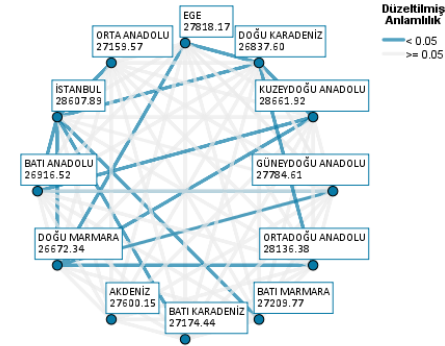 Düzeltilmiş
Anlamlılık
< 0.05
>= 0.05
EGE
27818.17
ORTA ANADOLU
27159.57
DOĞU KARADENİZ
26837.60
İSTANBUL
28607.89
KUZEYDOĞU ANADOLU
28661.92
BATI ANADOLU
26916.52
GÜNEYDOĞU ANADOLU
27784.61
DOĞU MARMARA
26672.34
ORTADOĞU ANADOLU
28136.38
AKDENİZ
27600.15
BATI KARADENİZ
27174.44
BATI MARMARA
27209.77